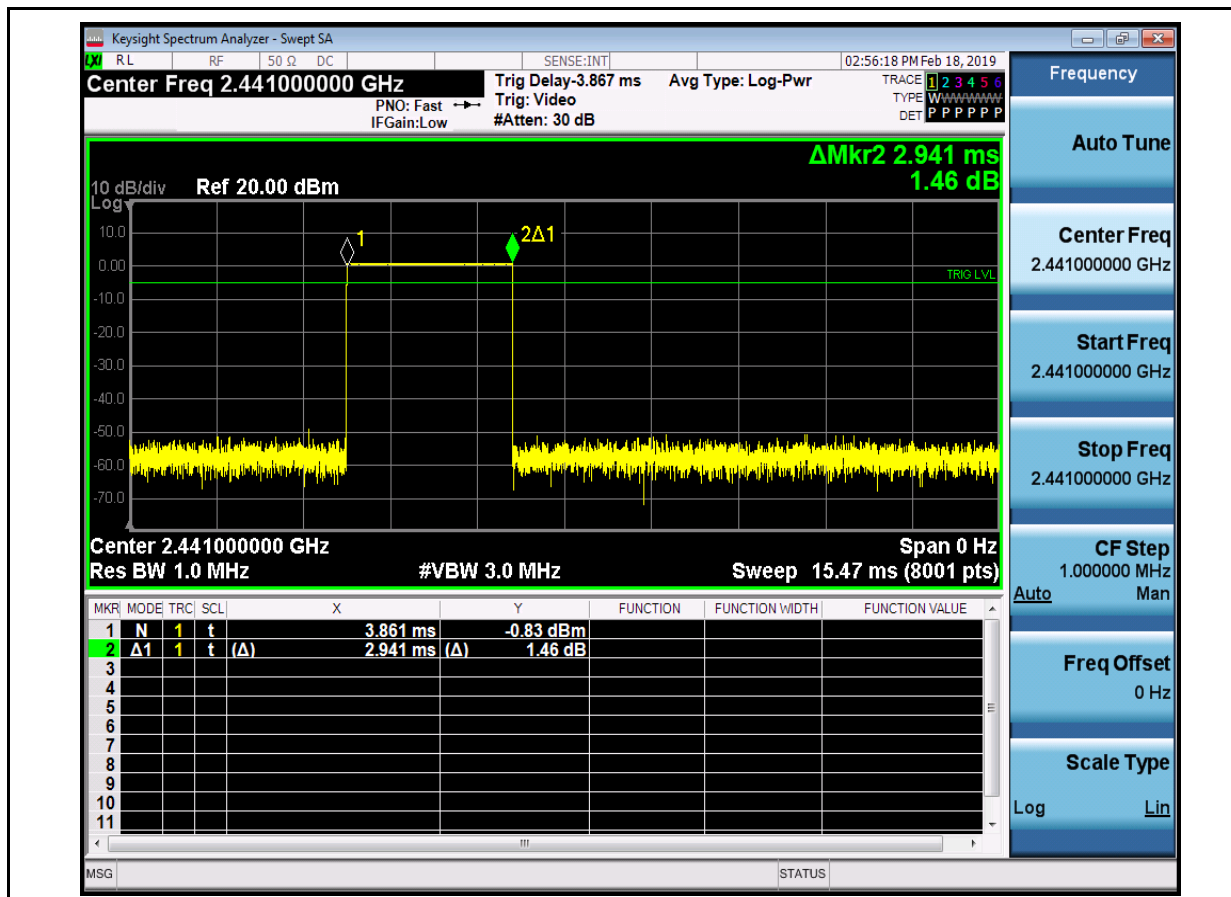 Keysight Spectrum Analyzer - Swept SA
LXI RL RF 50 Ω DC SENSE:INT 02:56:18 PM Feb 18, 2019
Center Freq 2.441000000 GHz Trig Delay-3.867 ms Avg Type: Log-Pwr TRACE 1 2 3 4 5 6
PNO: Fast Trig: Video TYPE WWWWWW
IFGain:Low #Atten: 30 dB DET P P P P P P
ΔMkr2 2.941 ms
1.46 dB
10 dB/div Ref 20.00 dBm
Log
10.0
0.00
-10.0
-20.0
-30.0
-40.0
-50.0
-60.0
-70.0
1
2Δ1
TRIG LVL
Center 2.441000000 GHz Span 0 Hz
Res BW 1.0 MHz #VBW 3.0 MHz Sweep 15.47 ms (8001 pts)
MKR MODE TRC SCL X Y FUNCTION FUNCTION WIDTH FUNCTION VALUE
1 N 1 t 3.861 ms -0.83 dBm
2 Δ1 1 t (Δ) 2.941 ms (Δ) 1.46 dB
3
4
5
6
7
8
9
10
11
MSG STATUS
Frequency
Auto Tune
Center Freq
2.441000000 GHz
Start Freq
2.441000000 GHz
Stop Freq
2.441000000 GHz
CF Step
1.000000 MHz
Auto Man
Freq Offset
0 Hz
Scale Type
Log Lin